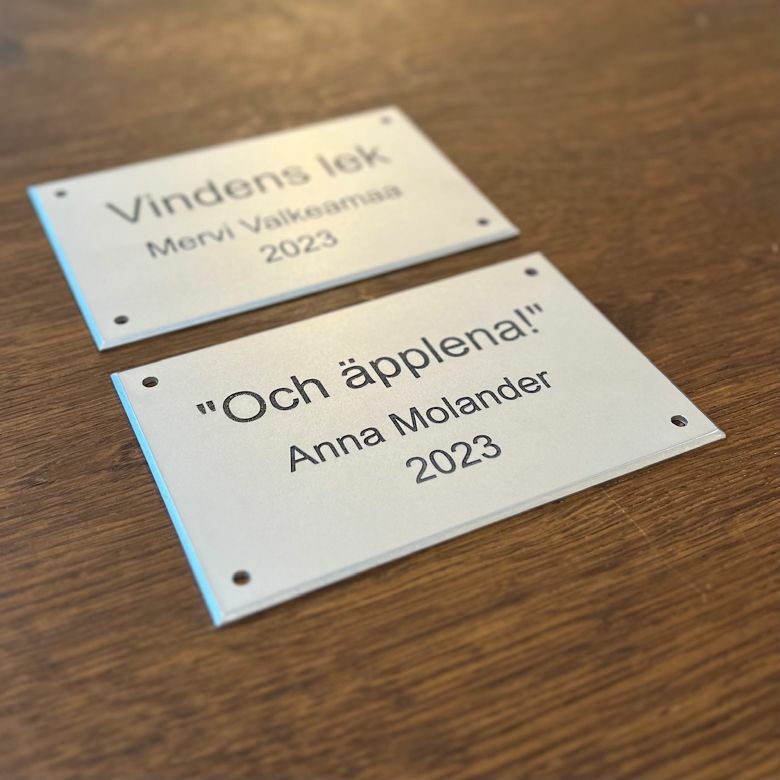 Vindens lek
Mervi Valkeamaa
2023
"Och äpplena!"
Anna Molander
2023